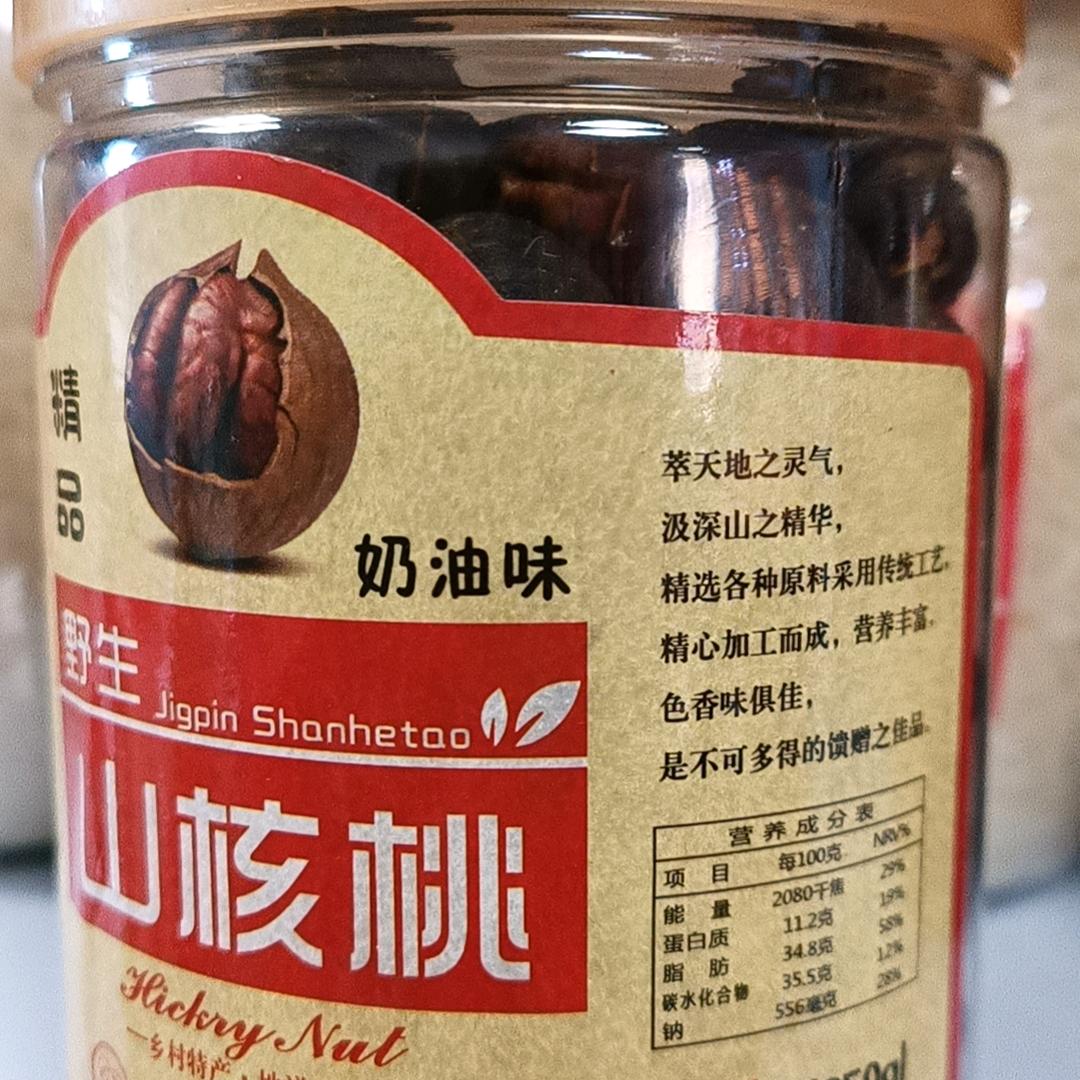 精品
奶油味
野生
Jigpin Shanhetao
山核桃
Hickry Nut
一乡村特产·
萃天地之灵气，
汲深山之精华，
精选各种原料采用传统工艺，
精心加工而成，营养丰富，
色香味俱佳，
是不可多得的馈赠之佳品。
营养成分表
项目 每100克 NRV%
能量 2080千焦 29%
蛋白质 11.2克 19%
脂肪 34.8克 58%
碳水化合物 35.5克 12%
钠 556毫克 28%